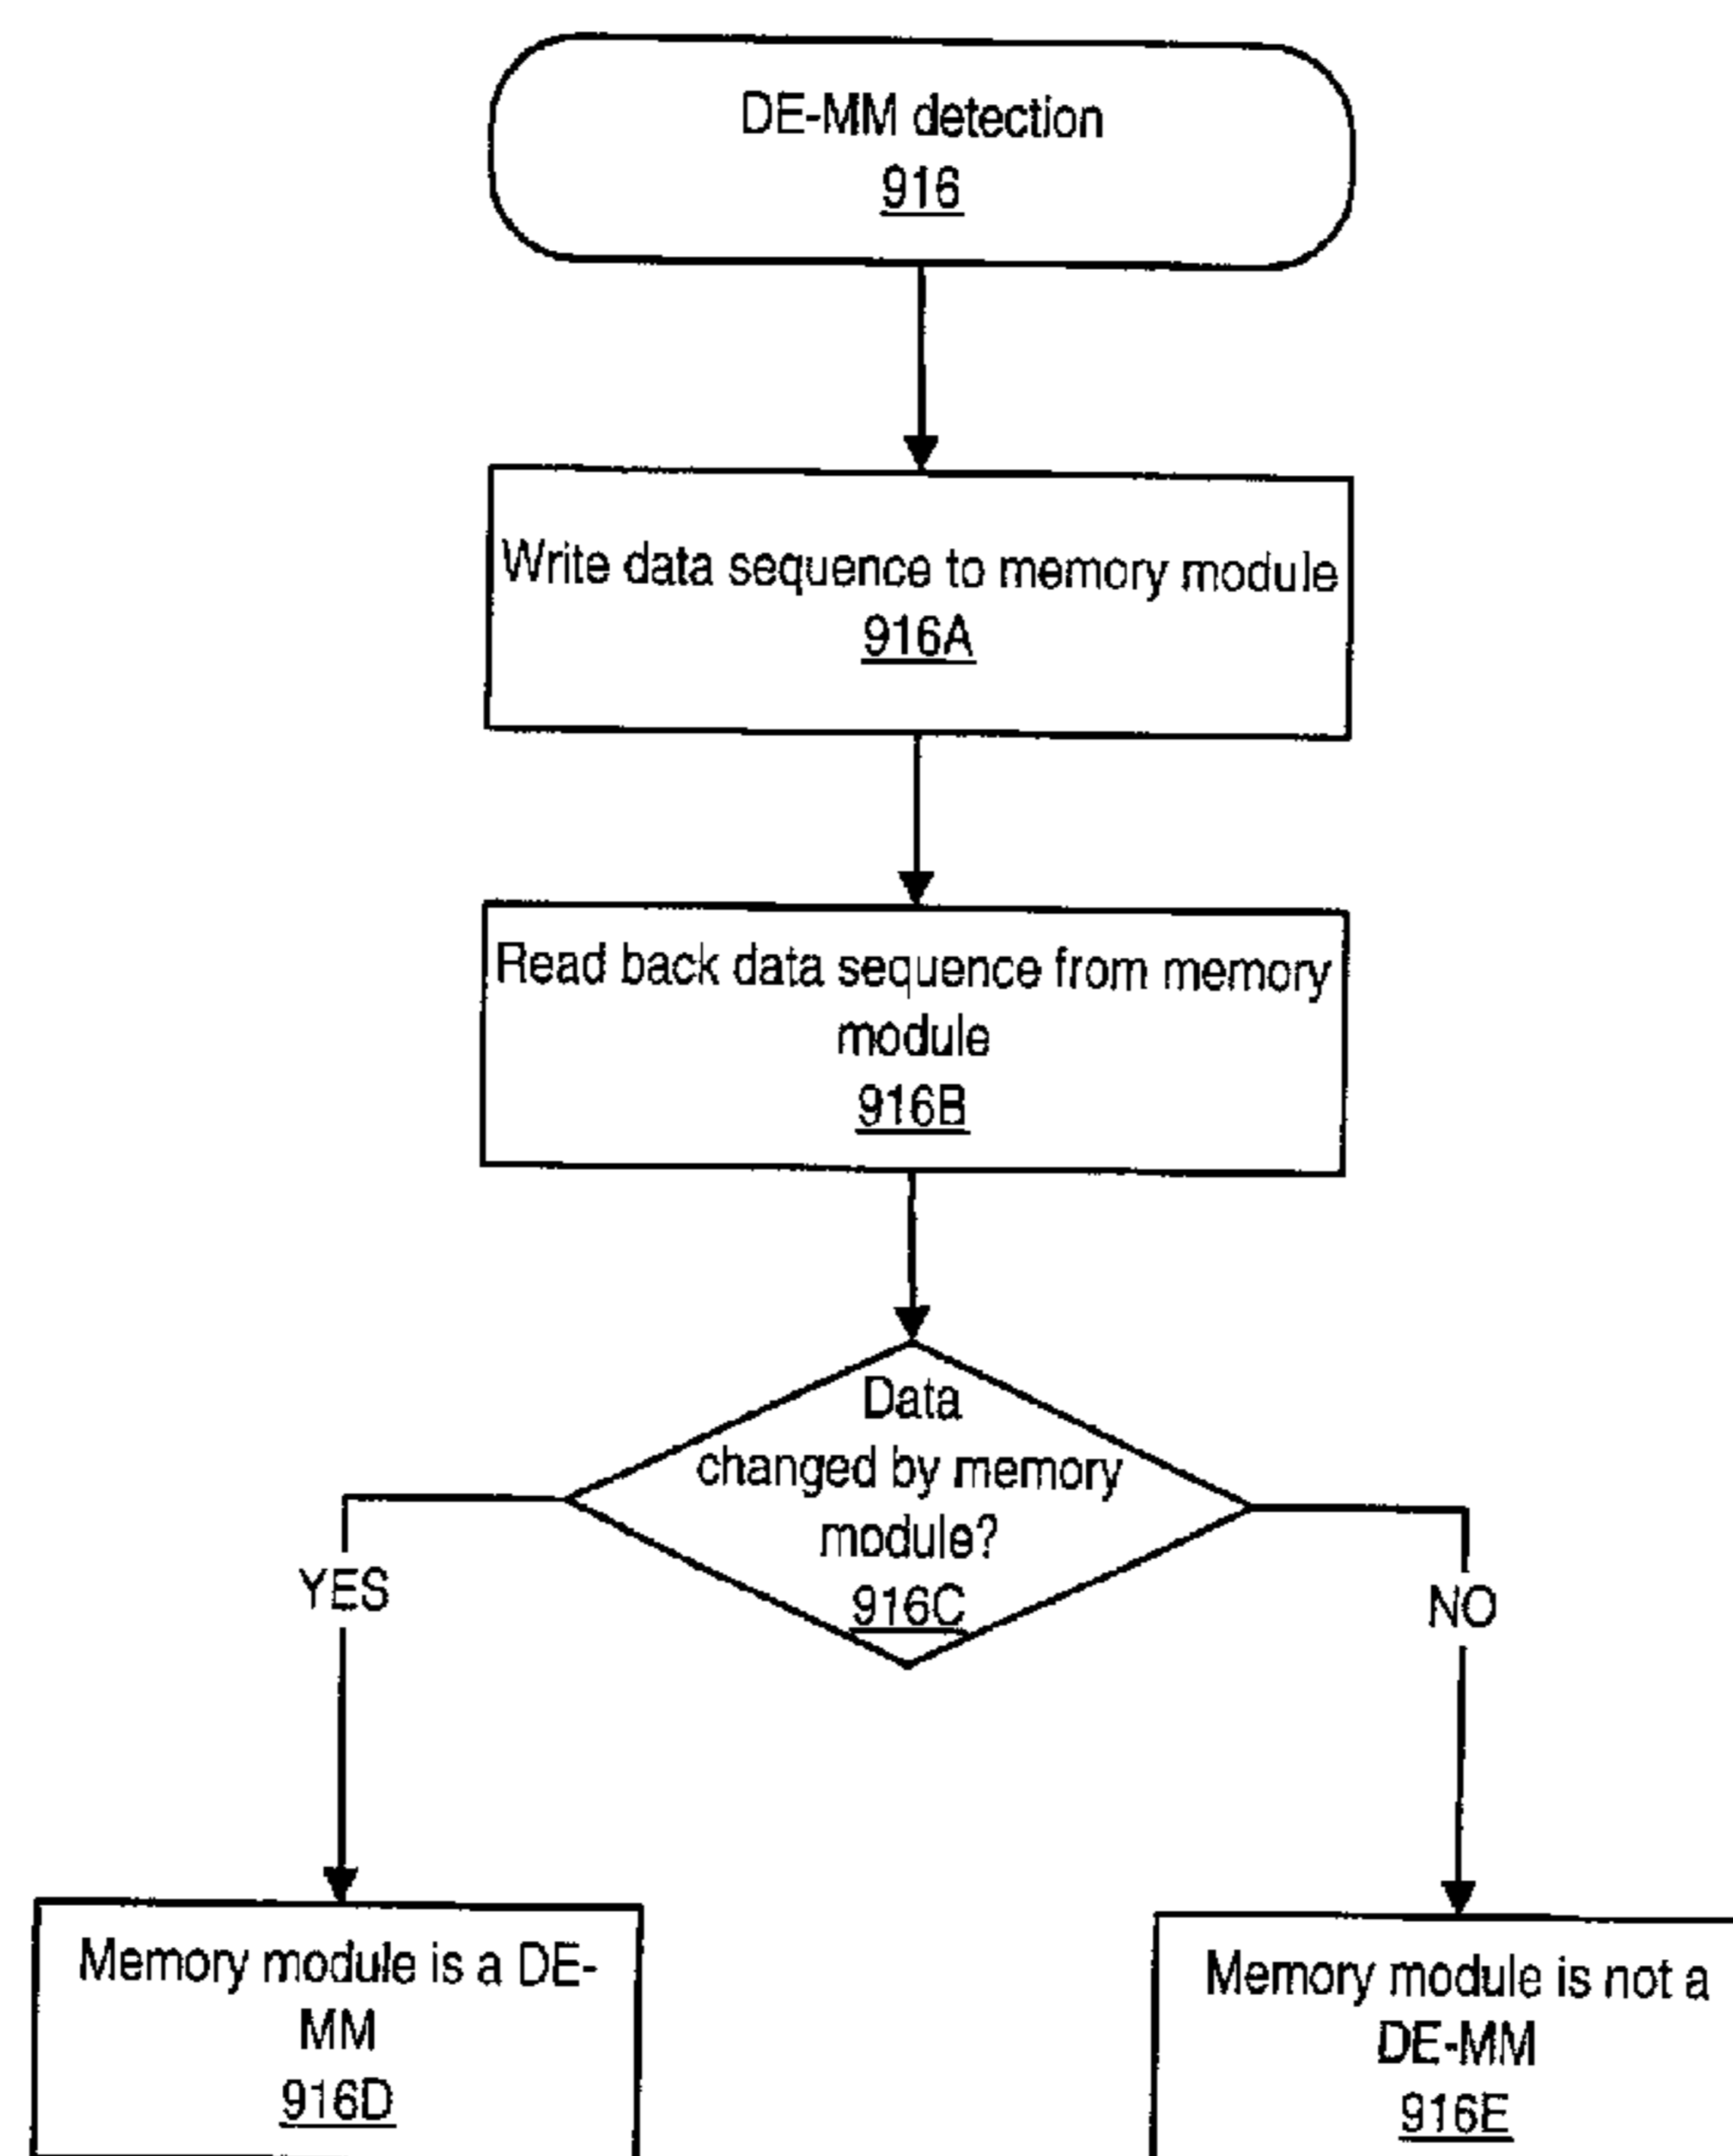 DE-MM detection
916
Write data sequence to memory module
916A
Read back data sequence from memory
module
916B
Data
changed by memory
module?
916C
YES
NO
Memory module is a DE-
MM
916D
Memory module is not a
DE-MM
916E